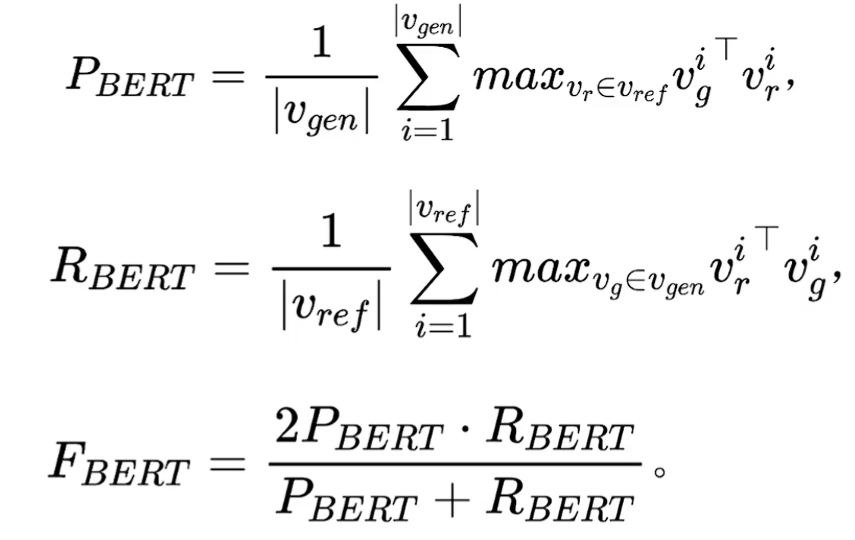 $P_{BERT} = \frac{1}{|v_{gen}|} \sum_{i=1}^{|v_{gen}|} max_{v_r \in v_{ref}} {v_g^i}^\top v_r^i,$
$R_{BERT} = \frac{1}{|v_{ref}|} \sum_{i=1}^{|v_{ref}|} max_{v_g \in v_{gen}} {v_r^i}^\top v_g^i,$
$F_{BERT} = \frac{2P_{BERT} \cdot R_{BERT}}{P_{BERT} + R_{BERT}}$。